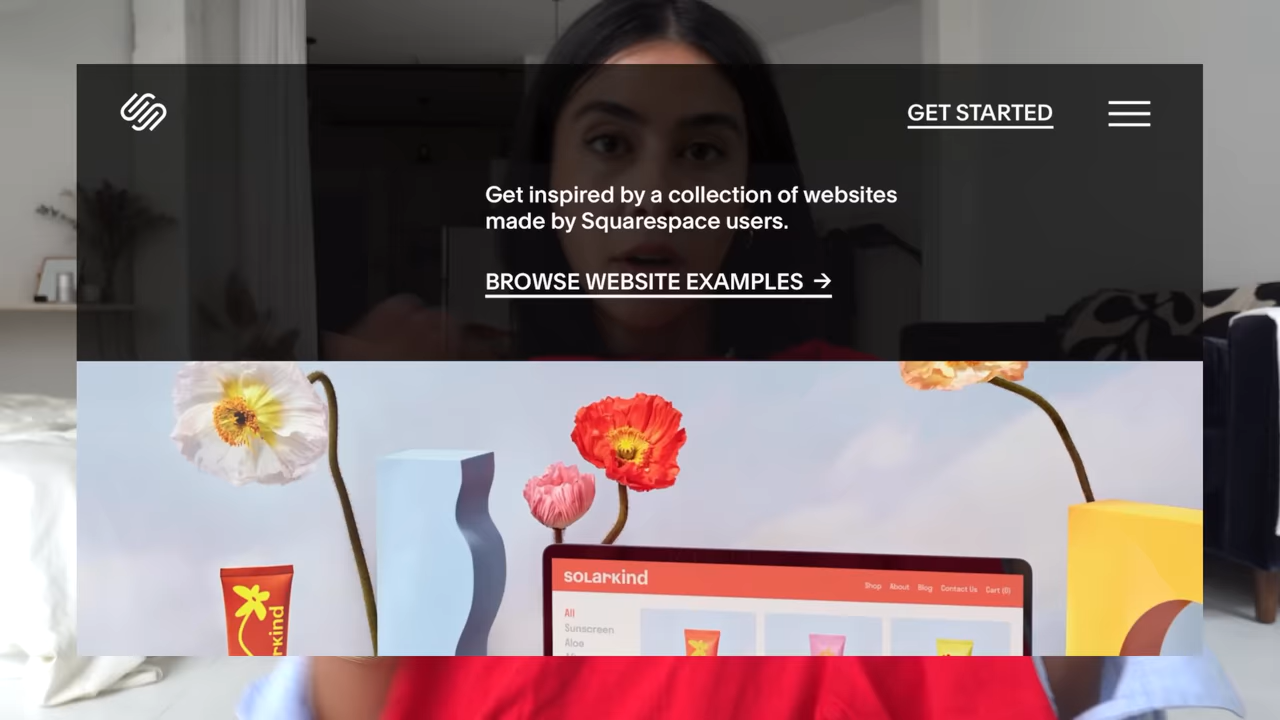 GET STARTED
Get inspired by a collection of websites
made by Squarespace users.
BROWSE WEBSITE EXAMPLES →
solarkind
Shop About Blog Contact Us Cart (0)
All
Sunscreen
Aloe
rkind